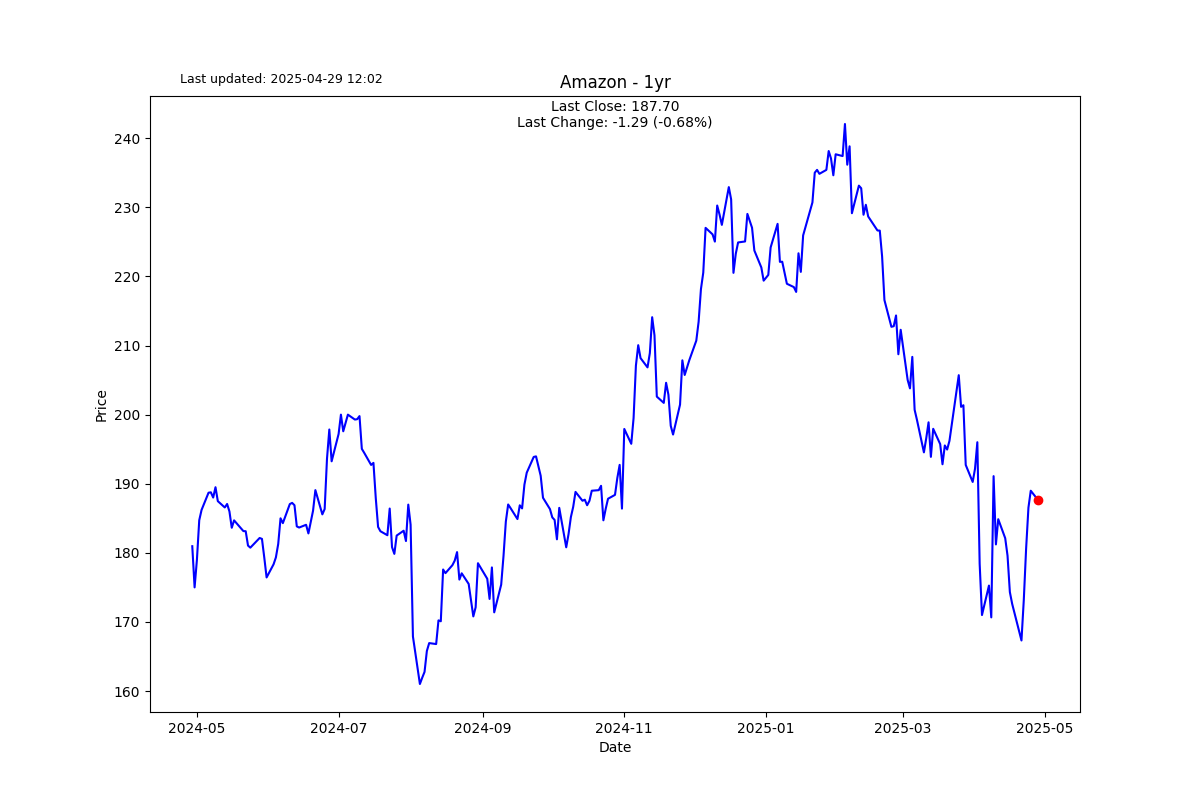 Last updated: 2025-04-29 12:02
Amazon - 1yr
Last Close: 187.70
Last Change: -1.29 (-0.68%)
240
230
220
210
200
190
180
170
160
Price
2024-05
2024-07
2024-09
2024-11
2025-01
2025-03
2025-05
Date